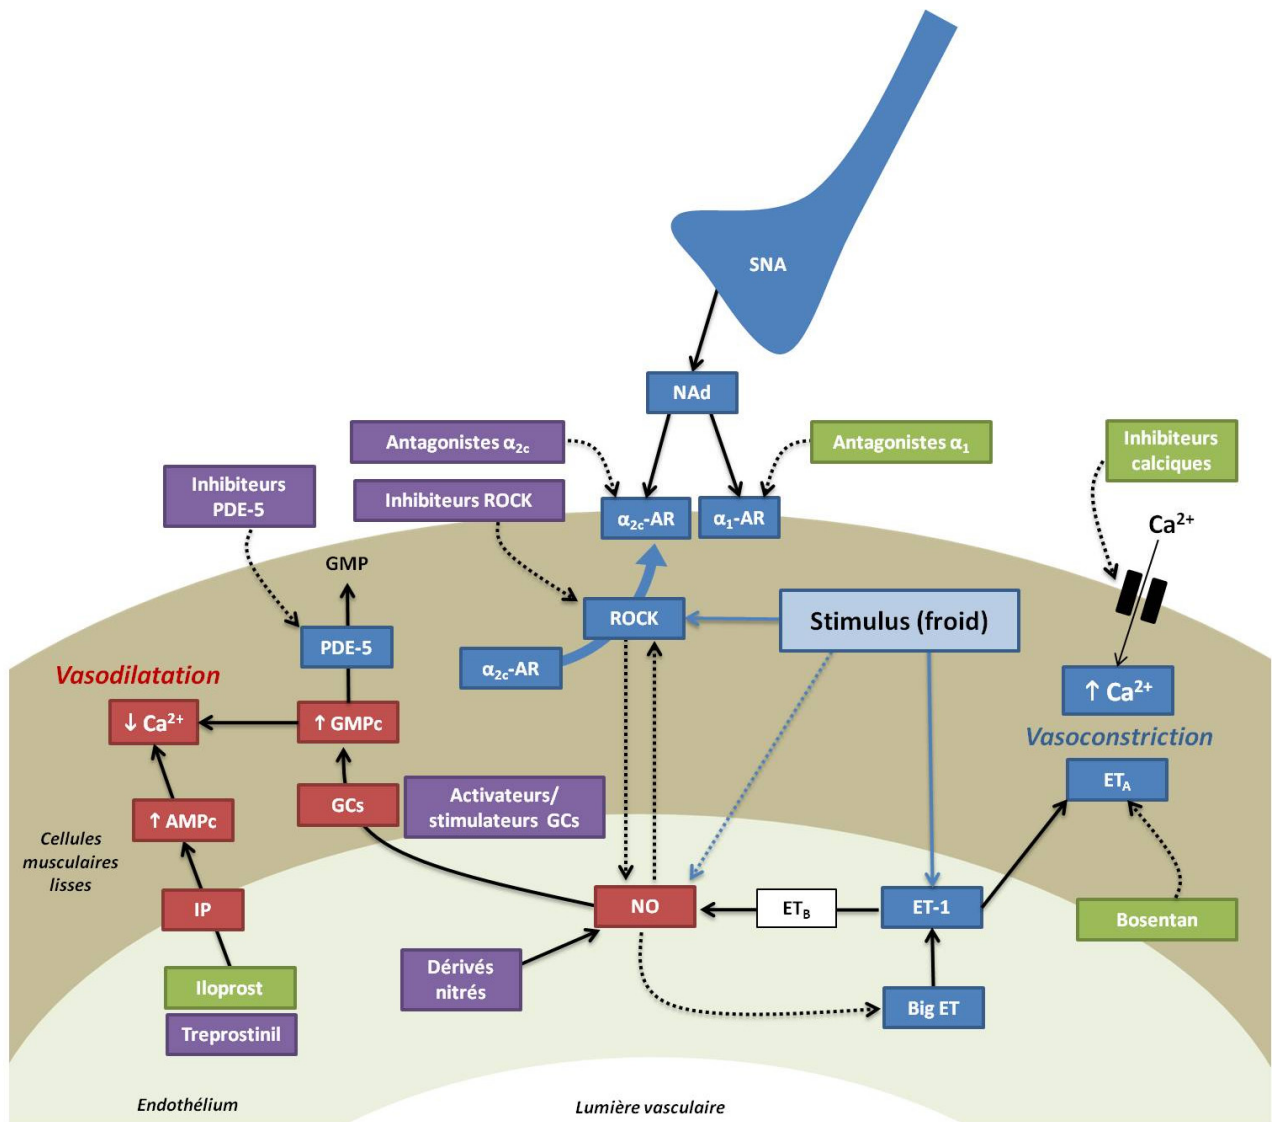 SNA
NAd
Antagonistes α2c
Antagonistes α1
Inhibiteurs
calciques
Inhibiteurs
PDE-5
Inhibiteurs ROCK
α2c-AR
α1-AR
Ca2+
GMP
ROCK
Stimulus (froid)
PDE-5
α2c-AR
Vasodilatation
↑ Ca2+
↓ Ca2+
↑ GMPc
Vasoconstriction
ETA
GCs
Activateurs/
stimulateurs GCs
↑ AMPc
Cellules
musculaires
lisses
IP
NO
ETB
ET-1
Bosentan
Dérivés
nitrés
Iloprost
Big ET
Treprostinil
Endothélium
Lumière vasculaire